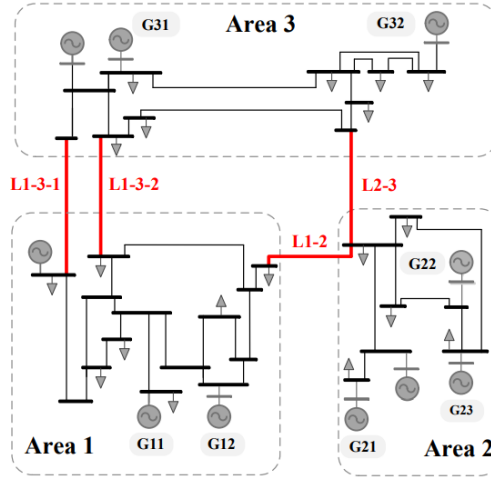 G31
Area 3
G32
L1-3-1
L1-3-2
L2-3
L1-2
G22
G23
Area 1
G11
G12
G21
Area 2